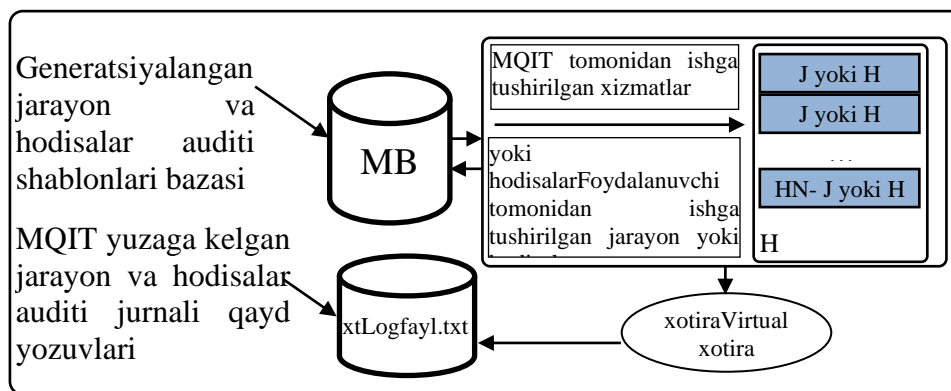 Generatsiyalangan
jarayon va
hodisalar auditi
shablonlari bazasi
MB
MQIT tomonidan ishga
tushirilgan xizmatlar
yoki
hodisalarFoydalanuvchi
tomonidan ishga
tushirilgan jarayon yoki
J yoki H
J yoki H
...
HN- J yoki H
H
MQIT yuzaga kelgan
jarayon va hodisalar
auditi jurnali qayd
yozuvlari
xtLogfayl.txt
xotiraVirtual
xotira